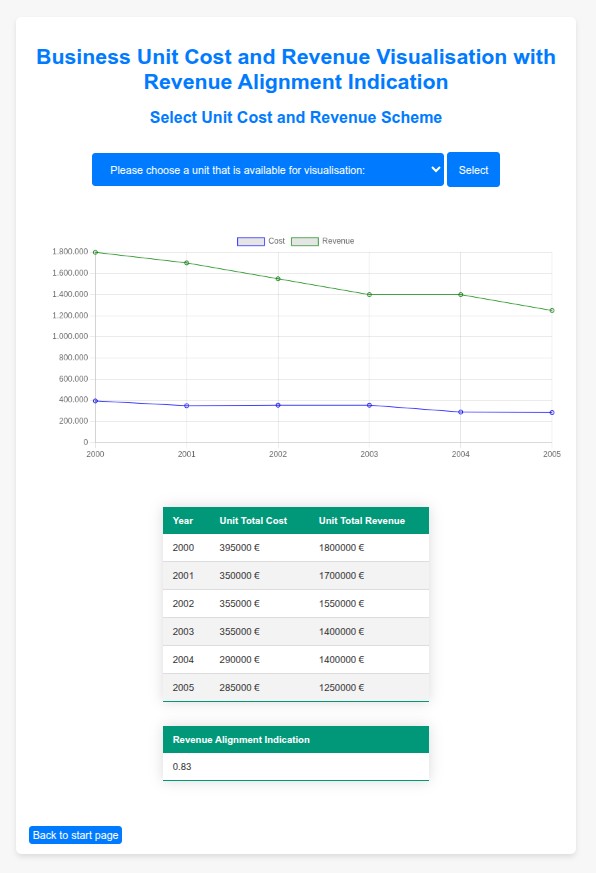 Business Unit Cost and Revenue Visualisation with
Revenue Alignment Indication
Select Unit Cost and Revenue Scheme
Please choose a unit that is available for visualisation:
Select
Cost Revenue
1.800.000
1.600.000
1.400.000
1.200.000
1.000.000
800.000
600.000
400.000
200.000
0
2000 2001 2002 2003 2004 2005
Year Unit Total Cost Unit Total Revenue
2000 395000 € 1800000 €
2001 350000 € 1700000 €
2002 355000 € 1550000 €
2003 355000 € 1400000 €
2004 290000 € 1400000 €
2005 285000 € 1250000 €
Revenue Alignment Indication
0.83
Back to start page